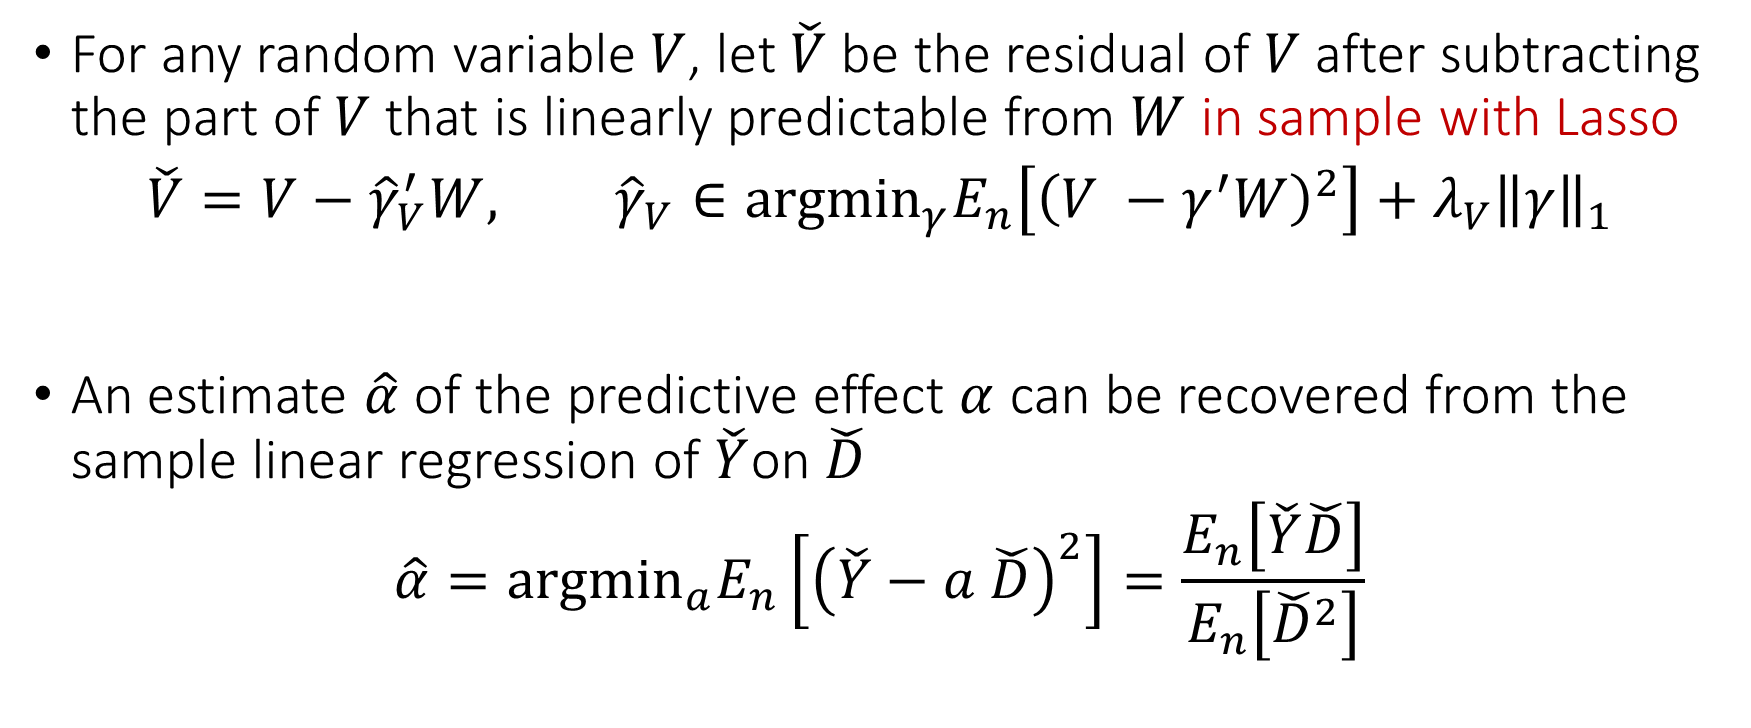 • For any random variable V, let V̌ be the residual of V after subtracting
the part of V that is linearly predictable from W in sample with Lasso
V̌ = V − γ̂′_V W, γ̂_V ∈ argmin_γ E_n[(V − γ′W)²] + λ_V‖γ‖₁
• An estimate α̂ of the predictive effect α can be recovered from the
sample linear regression of Y̌ on Ď
α̂ = argmin_a E_n[(Y̌ − a Ď)²] = E_n[Y̌Ď] / E_n[Ď²]